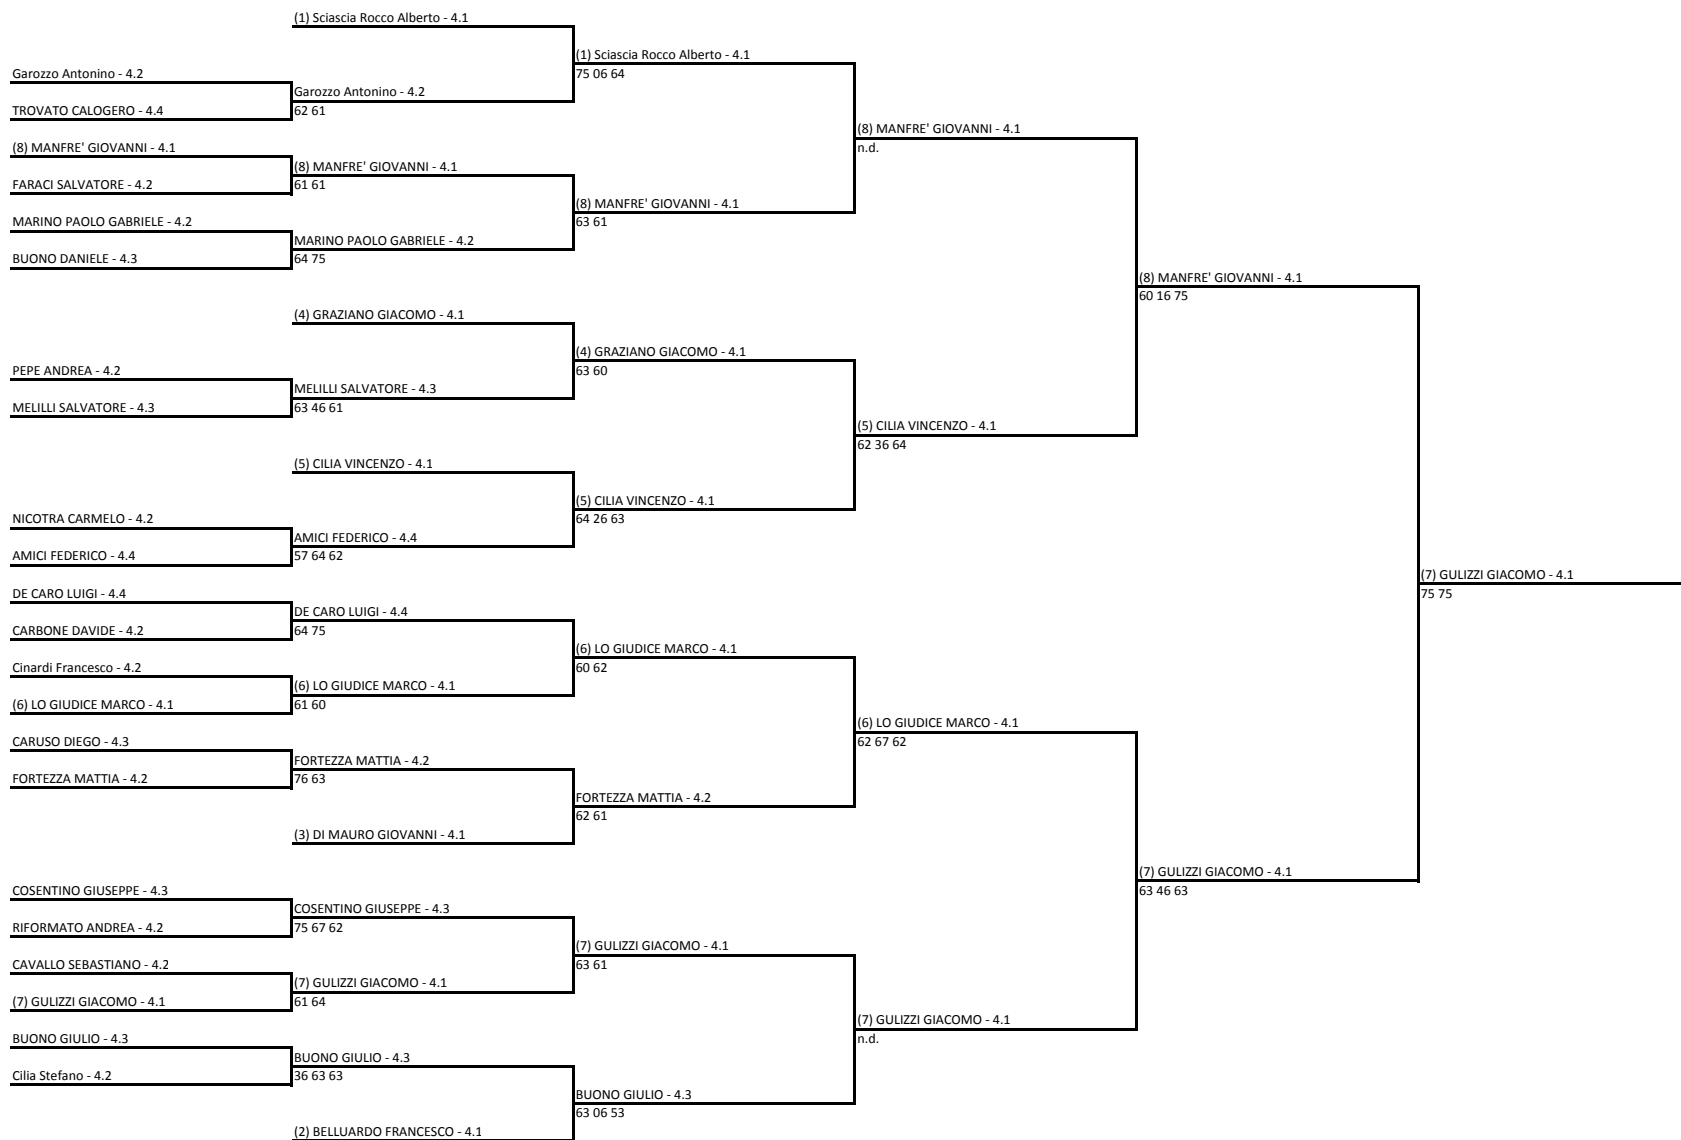 (1) Sciascia Rocco Alberto - 4.1
(1) Sciascia Rocco Alberto - 4.1
Garozzo Antonino - 4.2
75 06 64
Garozzo Antonino - 4.2
TROVATO CALOGERO - 4.4
62 61
(8) MANFRE' GIOVANNI - 4.1
(8) MANFRE' GIOVANNI - 4.1
n.d.
(8) MANFRE' GIOVANNI - 4.1
FARACI SALVATORE - 4.2
61 61
(8) MANFRE' GIOVANNI - 4.1
MARINO PAOLO GABRIELE - 4.2
63 61
MARINO PAOLO GABRIELE - 4.2
BUONO DANIELE - 4.3
64 75
(8) MANFRE' GIOVANNI - 4.1
60 16 75
(4) GRAZIANO GIACOMO - 4.1
(4) GRAZIANO GIACOMO - 4.1
PEPE ANDREA - 4.2
63 60
MELILLI SALVATORE - 4.3
MELILLI SALVATORE - 4.3
63 46 61
(5) CILIA VINCENZO - 4.1
62 36 64
(5) CILIA VINCENZO - 4.1
(5) CILIA VINCENZO - 4.1
NICOTRA CARMELO - 4.2
64 26 63
AMICI FEDERICO - 4.4
AMICI FEDERICO - 4.4
57 64 62
(7) GULIZZI GIACOMO - 4.1
75 75
DE CARO LUIGI - 4.4
DE CARO LUIGI - 4.4
CARBONE DAVIDE - 4.2
64 75
(6) LO GIUDICE MARCO - 4.1
Cinardi Francesco - 4.2
60 62
(6) LO GIUDICE MARCO - 4.1
(6) LO GIUDICE MARCO - 4.1
61 60
(6) LO GIUDICE MARCO - 4.1
CARUSO DIEGO - 4.3
62 67 62
FORTEZZA MATTIA - 4.2
FORTEZZA MATTIA - 4.2
76 63
FORTEZZA MATTIA - 4.2
62 61
(3) DI MAURO GIOVANNI - 4.1
(7) GULIZZI GIACOMO - 4.1
COSENTINO GIUSEPPE - 4.3
63 46 63
COSENTINO GIUSEPPE - 4.3
RIFORMATO ANDREA - 4.2
75 67 62
(7) GULIZZI GIACOMO - 4.1
CAVALLO SEBASTIANO - 4.2
63 61
(7) GULIZZI GIACOMO - 4.1
(7) GULIZZI GIACOMO - 4.1
61 64
(7) GULIZZI GIACOMO - 4.1
BUONO GIULIO - 4.3
n.d.
BUONO GIULIO - 4.3
Cilia Stefano - 4.2
36 63 63
BUONO GIULIO - 4.3
63 06 53
(2) BELLUARDO FRANCESCO - 4.1